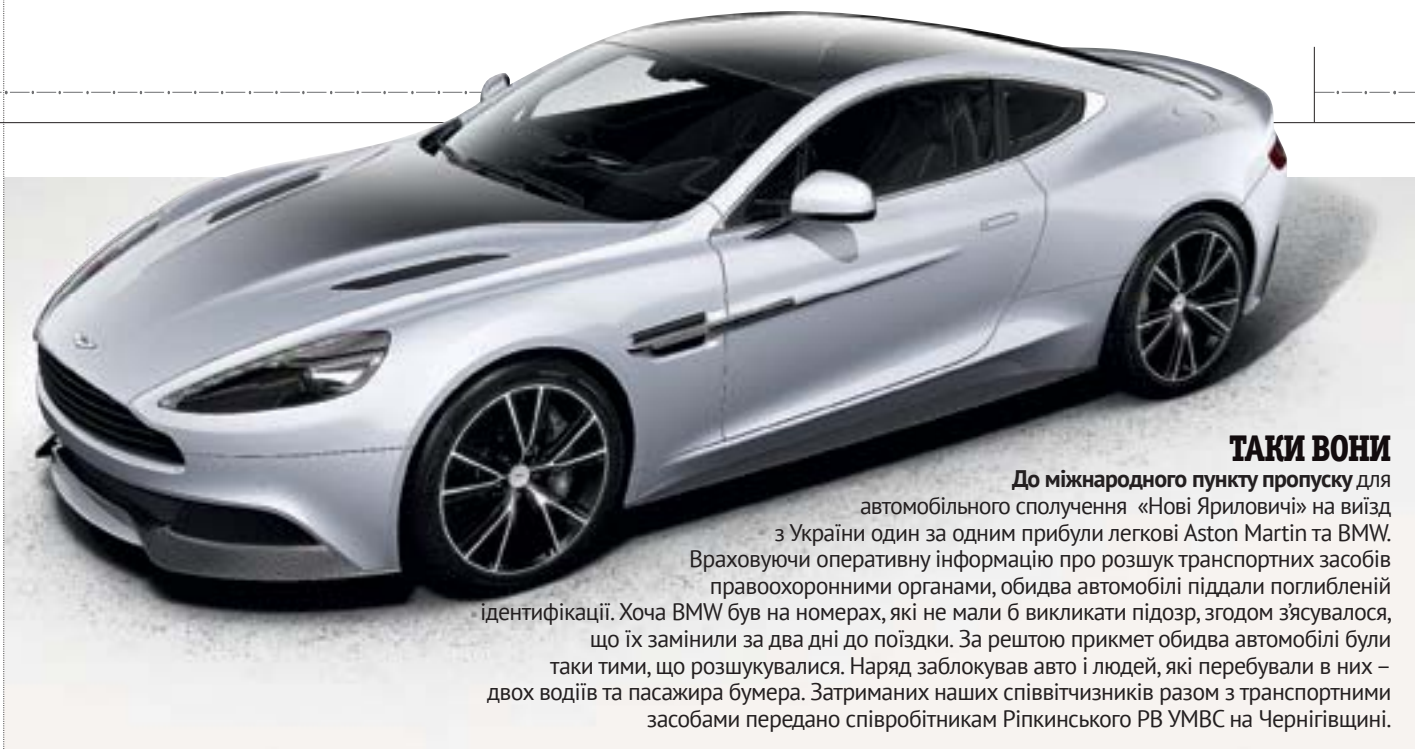 ТАКИ ВОНИ
До міжнародного пункту пропуску для
автомобільного сполучення «Нові Яриловичі» на виїзд
з України один за одним прибули легкові Aston Martin та BMW.
Враховуючи оперативну інформацію про розшук транспортних засобів
правоохоронними органами, обидва автомобілі піддали поглибленій
ідентифікації. Хоча BMW був на номерах, які не мали б викликати підозр, згодом з’ясувалося,
що їх замінили за два дні до поїздки. За рештою прикмет обидва автомобілі були
таки тими, що розшукувалися. Наряд заблокував авто і людей, які перебували в них –
двох водіїв та пасажира бумера. Затриманих наших співвітчизників разом з транспортними
засобами передано співробітникам Ріпкинського РВ УМВС на Чернігівщині.